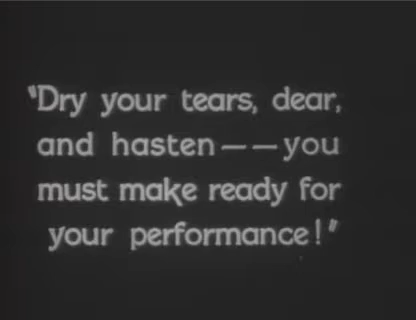 "Dry your tears, dear,
and hasten——you
must make ready for
your performance!"